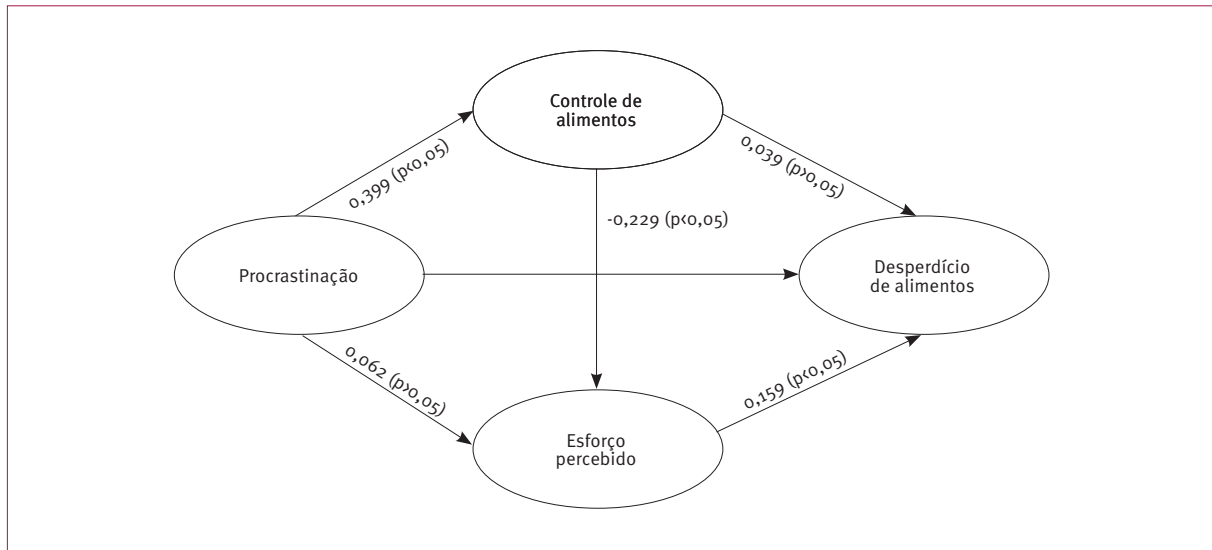 Controle de
alimentos
0,399 (p<0,05)
0,039 (p>0,05)
-0,229 (p<0,05)
Procrastinação
Desperdício
de alimentos
0,062 (p>0,05)
0,159 (p<0,05)
Esforço
percebido